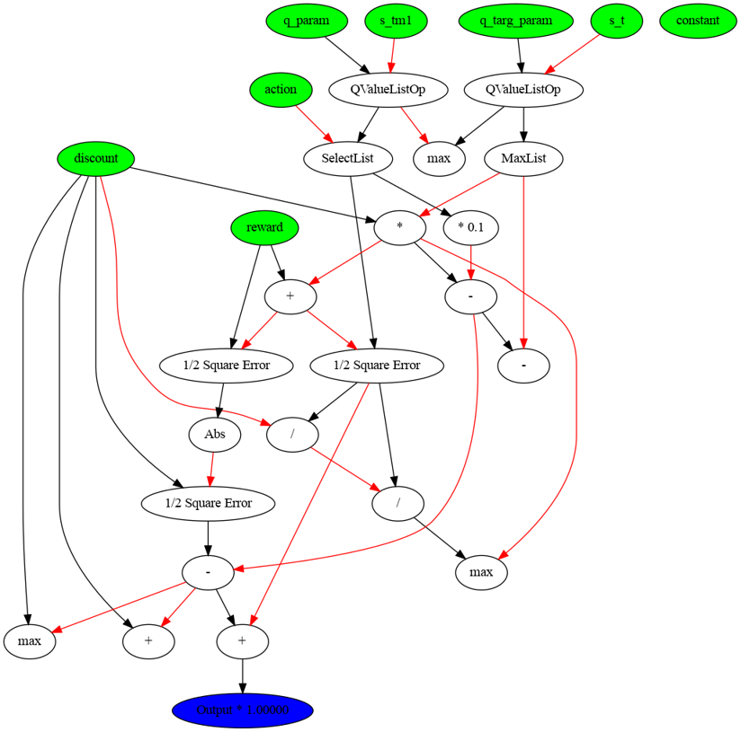 q_param
s_tm1
q_targ_param
s_t
constant
action
QValueListOp
QValueListOp
discount
SelectList
max
MaxList
reward
*
* 0.1
+
-
1/2 Square Error
1/2 Square Error
-
Abs
/
1/2 Square Error
/
-
max
max
+
+
Output * 1.00000